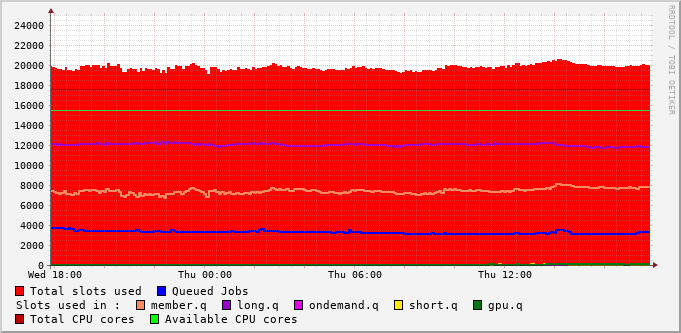 24000
22000
20000
18000
16000
14000
12000
10000
8000
6000
4000
2000
0
Wed 18:00 Thu 00:00 Thu 06:00 Thu 12:00
RRDTOOL / TOBI OETIKER
Total slots used Queued Jobs
Slots used in : member.q long.q ondemand.q short.q gpu.q
Total CPU cores Available CPU cores